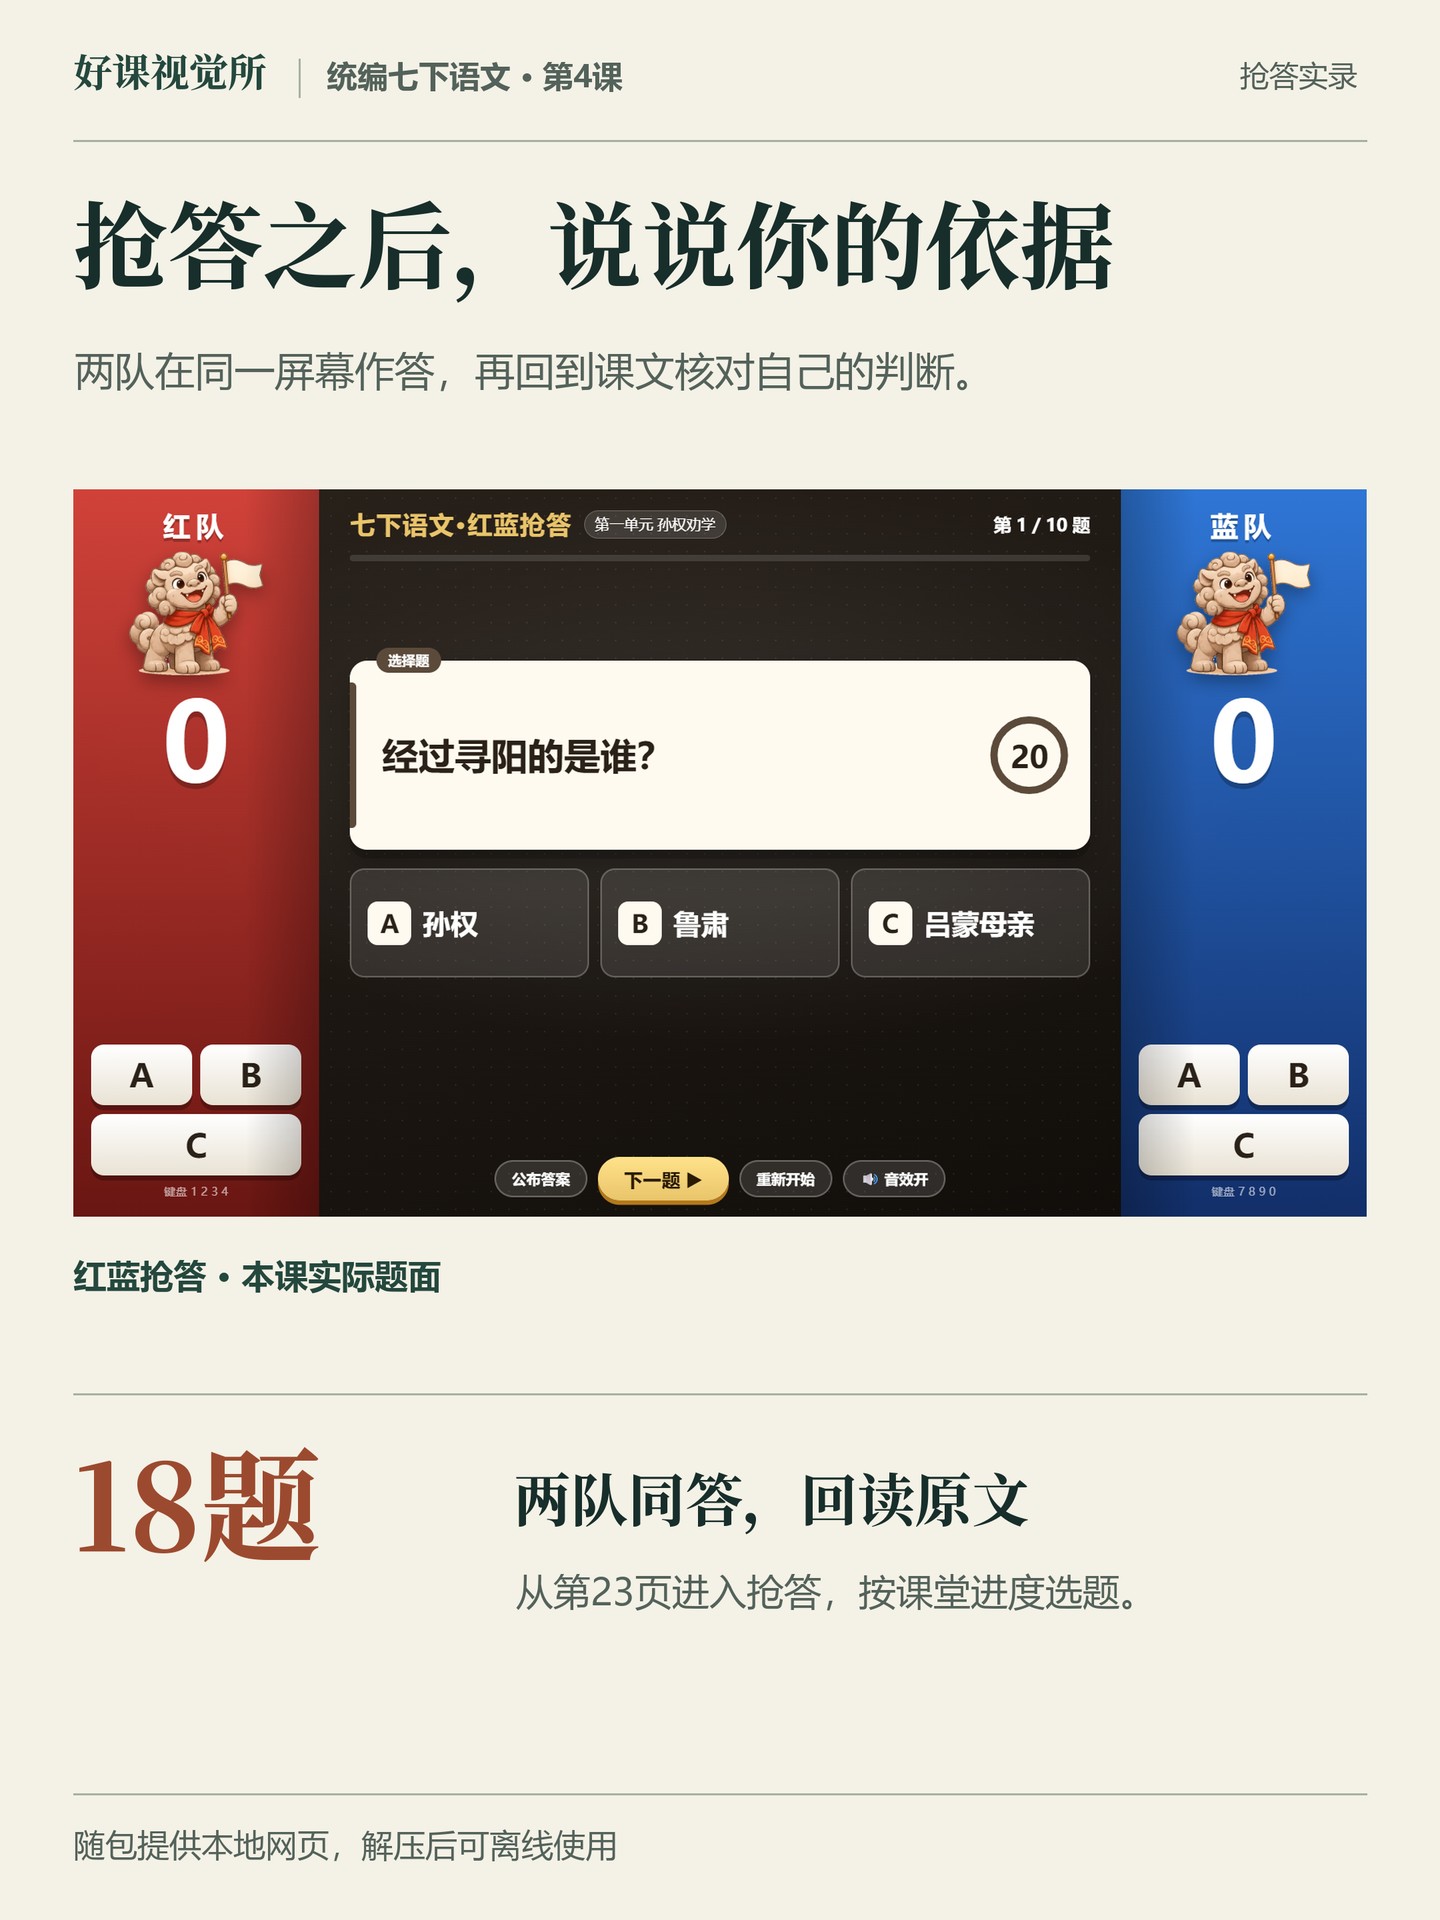 好课视觉所 统编七下语文·第4课 抢答实录
抢答之后，说说你的依据
两队在同一屏幕作答，再回到课文核对自己的判断。
红队
七下语文·红蓝抢答 第一单元 孙权劝学 第 1 / 10 题
蓝队
选择题
0
经过寻阳的是谁？
20
0
A 孙权
B 鲁肃
C 吕蒙母亲
A B
C
键盘 1 2 3 4
公布答案 下一题 ▶ 重新开始 🔊 音效开
A B
C
键盘 7 8 9 0
红蓝抢答·本课实际题面
18题
两队同答，回读原文
从第23页进入抢答，按课堂进度选题。
随包提供本地网页，解压后可离线使用